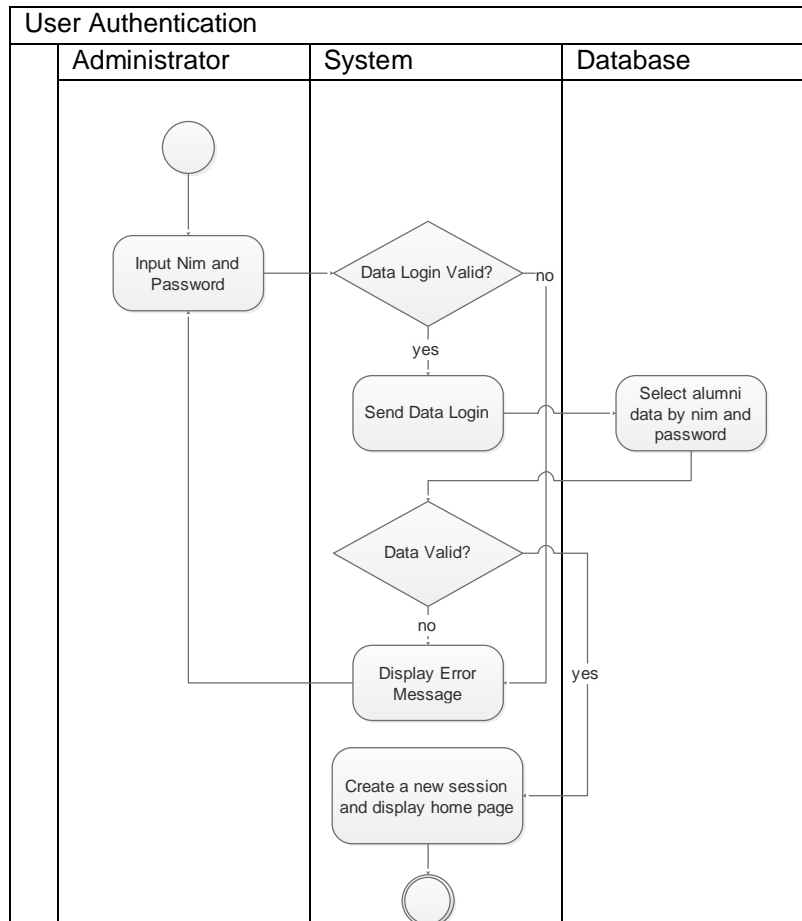 User Authentication
Administrator
System
Database
Input Nim and
Password
Data Login Valid?
no
yes
Send Data Login
Select alumni
data by nim and
password
Data Valid?
no
yes
Display Error
Message
Create a new session
and display home page